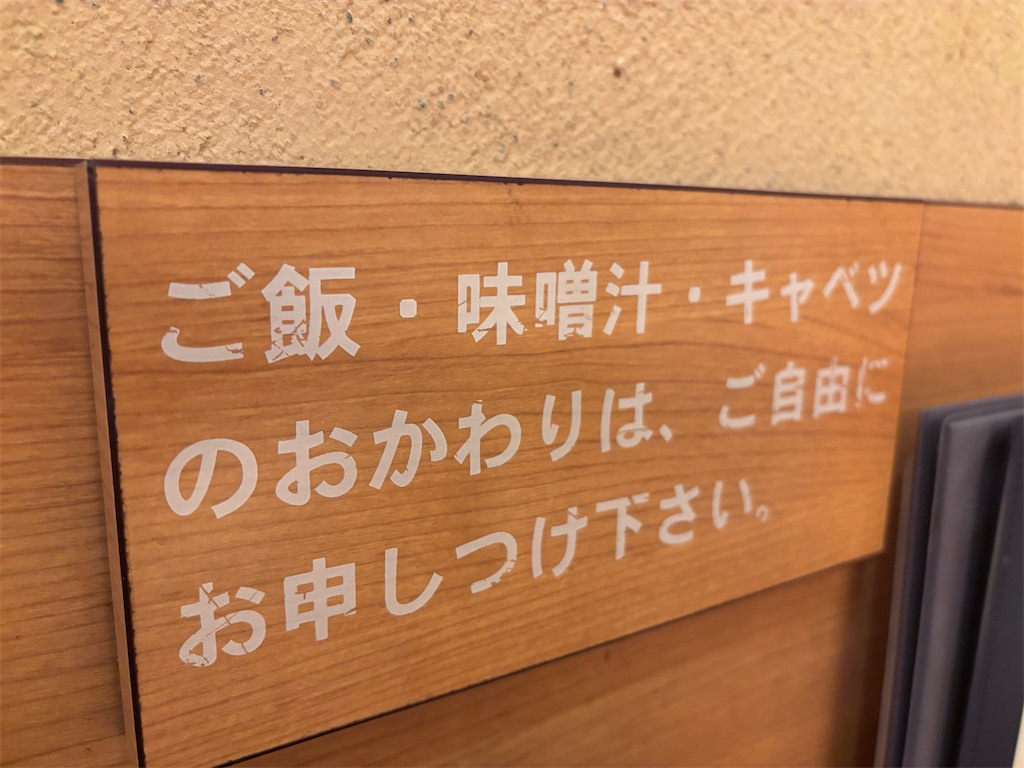 ご飯・味噌汁・キャベツ
のおかわりは、ご自由に
お申しつけ下さい。